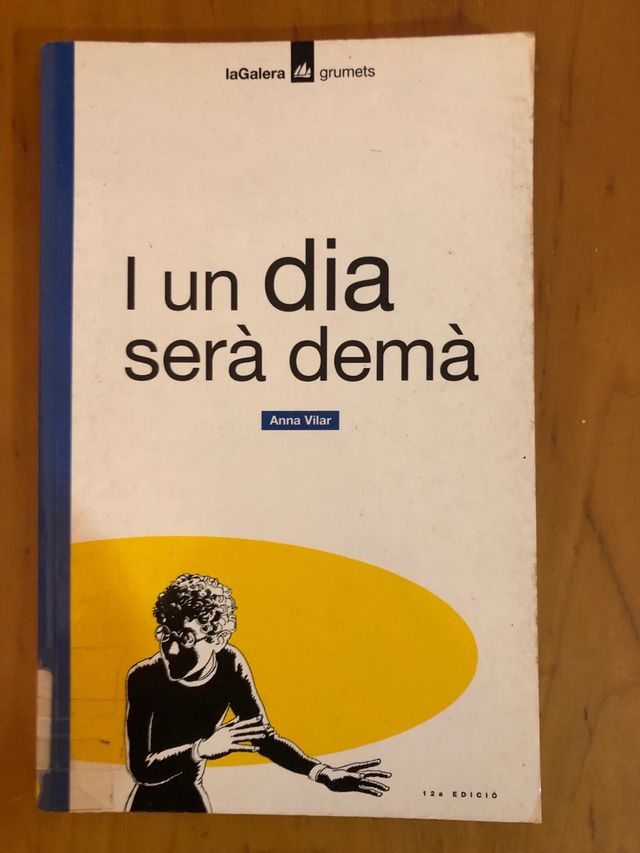 laGalera grumets
I un dia
serà demà
Anna Vilar
12a EDICIÓ